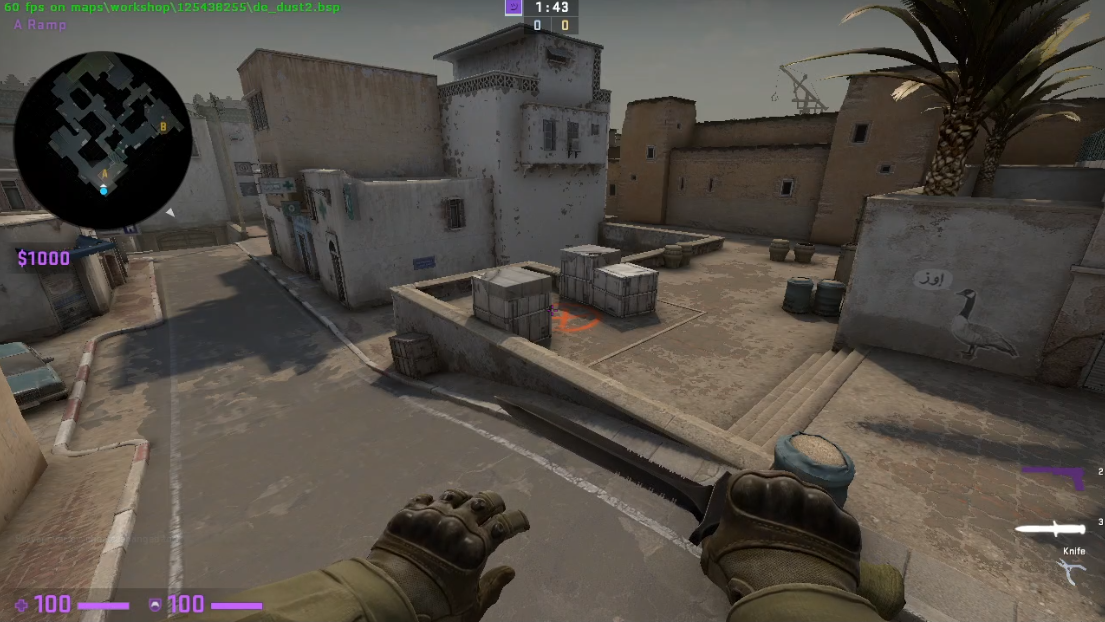 60 fps on maps\workshop\125438255\de_dust2.bsp
A Ramp
1:43
0 0
B
A
$1000
اوز
2
3
Knife
100 100